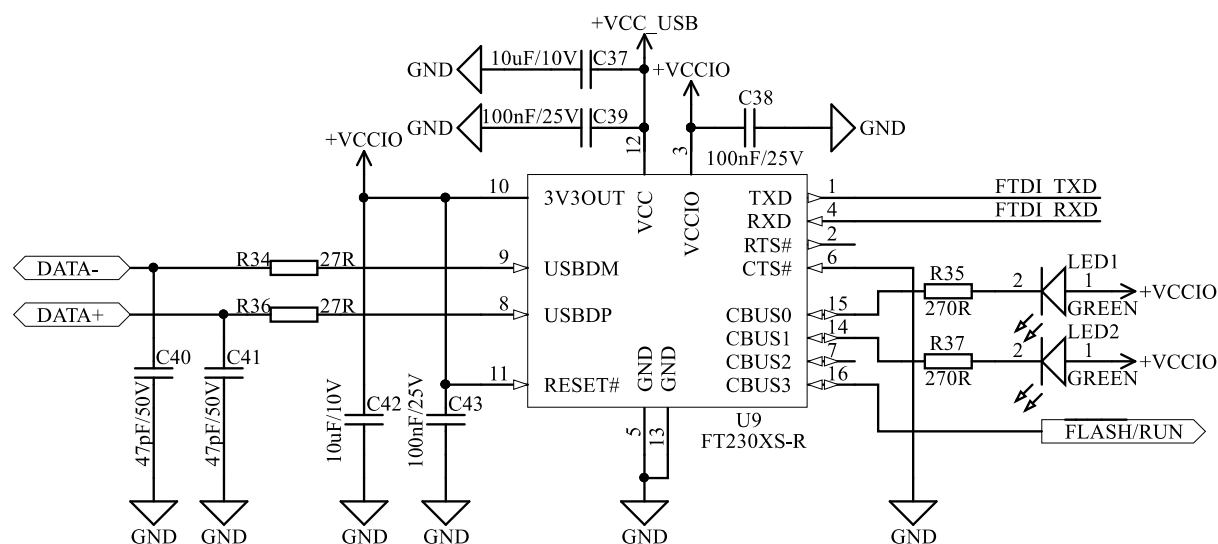 +VCC_USB
10uF/10V C37
GND
+VCCIO
C38
100nF/25V C39
GND
GND
+VCCIO
12
3
100nF/25V
10 3V3OUT
VCC
VCCIO
TXD 1 FTDI_TXD
RXD 4 FTDI_RXD
RTS# 2
DATA- R34 27R 9 USBDM
CTS# 6
R35 2 LED1 1 +VCCIO
DATA+ R36 27R 8 USBDP
CBUS0 15 270R GREEN
CBUS1 14 R37 2 LED2 1 +VCCIO
C40 C41
CBUS2 7 270R GREEN
11 RESET#
GND
GND
CBUS3 16
47pF/50V
47pF/50V
10uF/10V C42
100nF/25V C43
5
13
U9
FT230XS-R
FLASH/RUN
GND GND GND GND GND GND